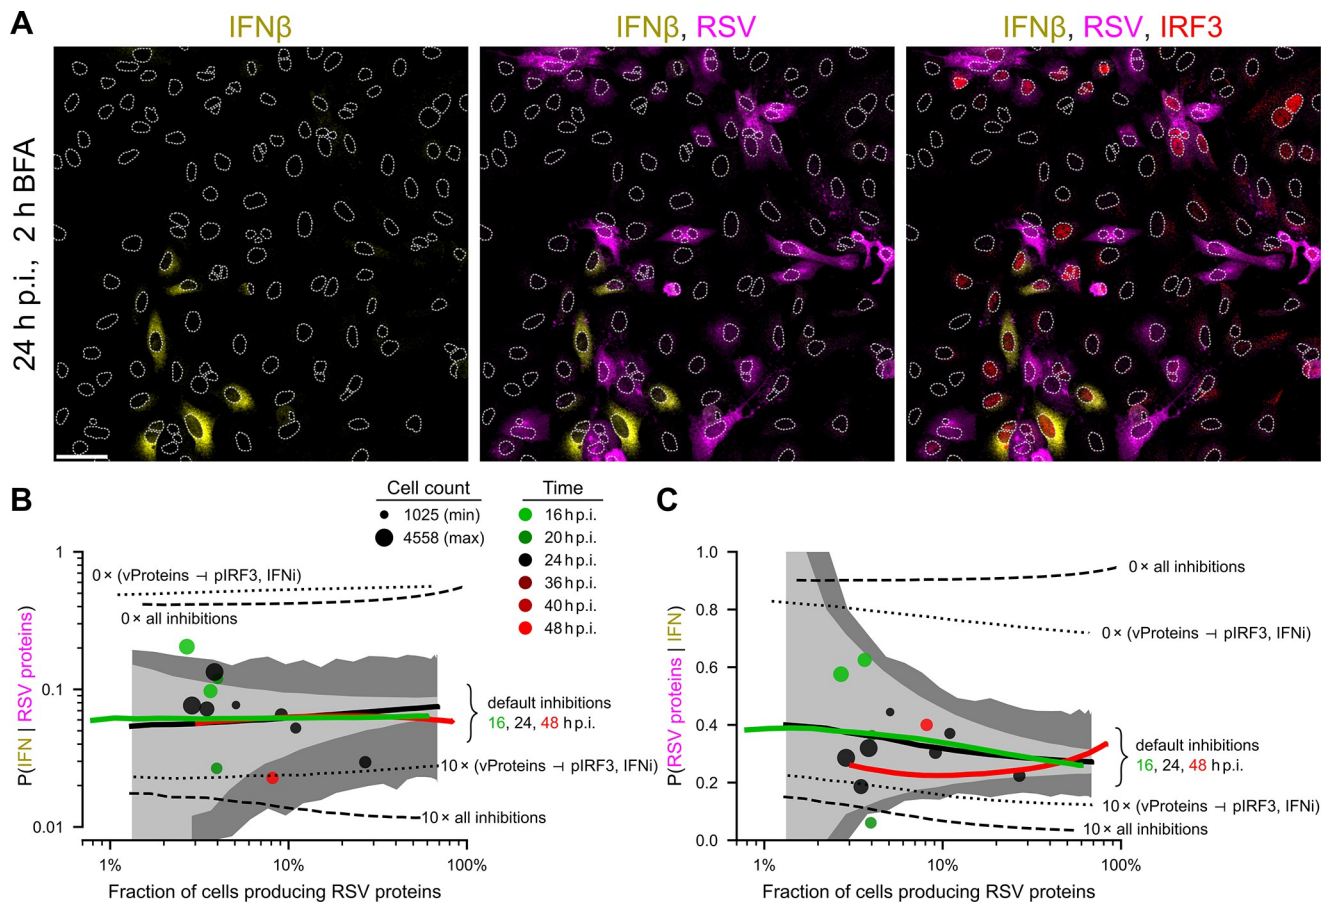 A
IFNβ
IFNβ, RSV
IFNβ, RSV, IRF3
24 h p.i., 2 h BFA
B
Cell count
1025 (min)
4558 (max)
Time
16 h p.i.
20 h p.i.
24 h p.i.
36 h p.i.
40 h p.i.
48 h p.i.
P(IFN | RSV proteins)
1
0.1
0.01
0× (vProteins ⊣ pIRF3, IFNi)
0× all inhibitions
default inhibitions
16, 24, 48 h p.i.
10× (vProteins ⊣ pIRF3, IFNi)
10× all inhibitions
1%
10%
100%
Fraction of cells producing RSV proteins
C
P(RSV proteins | IFN)
1.0
0.8
0.6
0.4
0.2
0.0
0× all inhibitions
0× (vProteins ⊣ pIRF3, IFNi)
default inhibitions
16, 24, 48 h p.i.
10× (vProteins ⊣ pIRF3, IFNi)
10× all inhibitions
1%
10%
100%
Fraction of cells producing RSV proteins